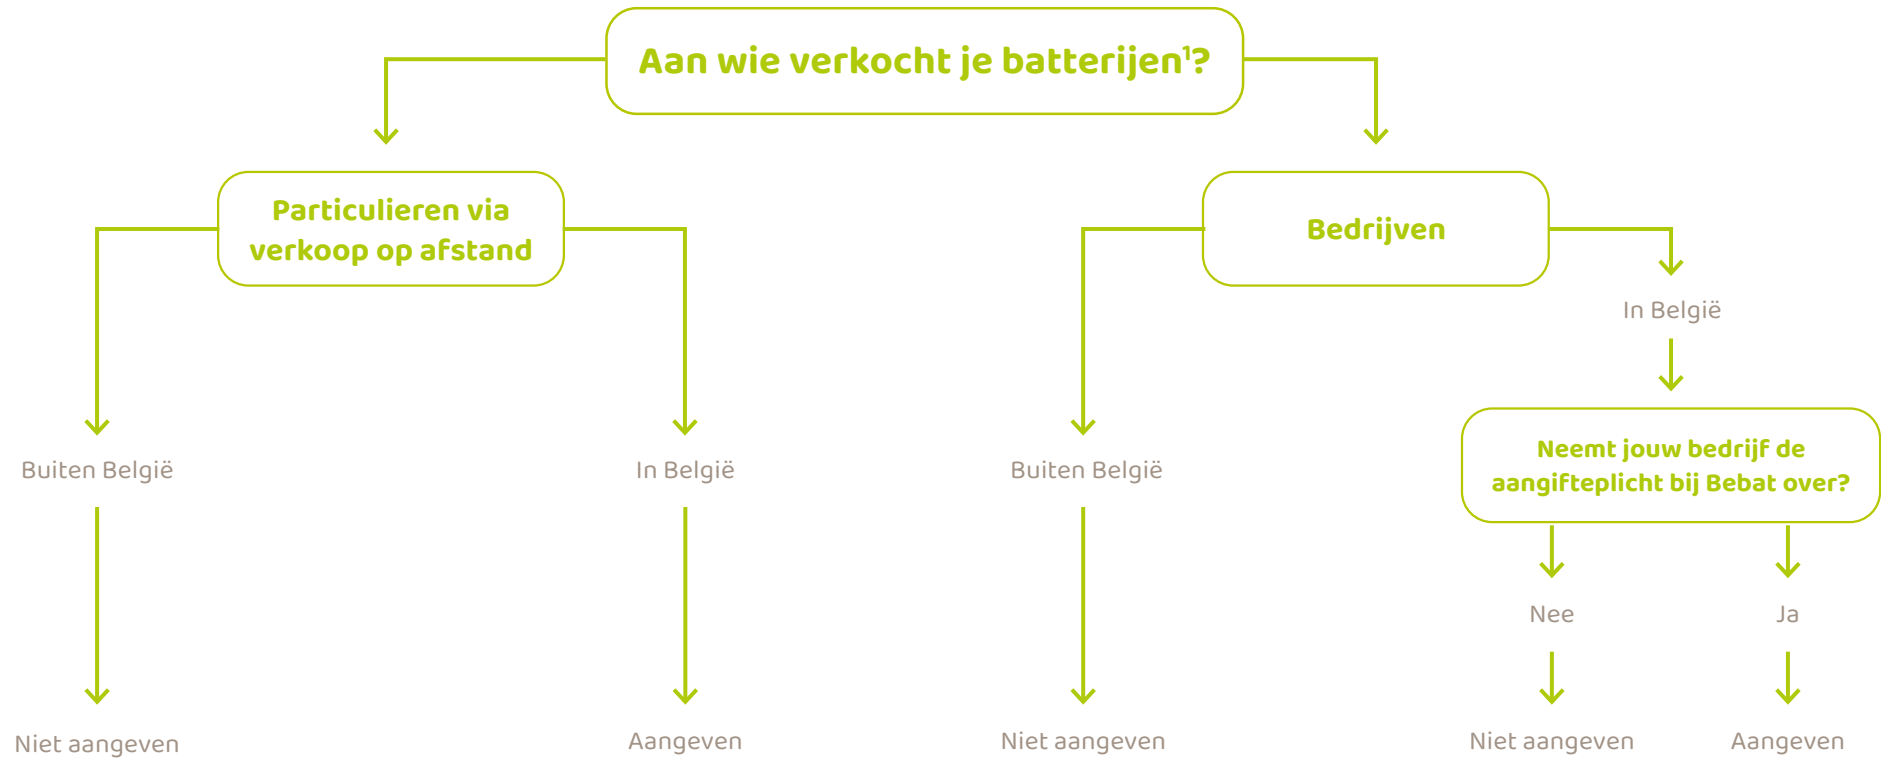 Aan wie verkocht je batterijen¹?
Particulieren via
verkoop op afstand
Bedrijven
In België
Neemt jouw bedrijf de
aangifteplicht bij Bebat over?
Buiten België
In België
Buiten België
Nee
Ja
Niet aangeven
Aangeven
Niet aangeven
Niet aangeven
Aangeven